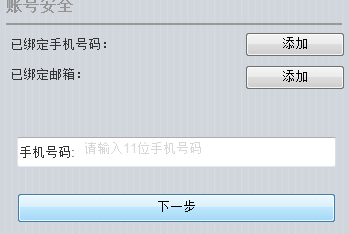 账号安全
已绑定手机号码： 添加
已绑定邮箱： 添加
手机号码: 请输入11位手机号码
下一步